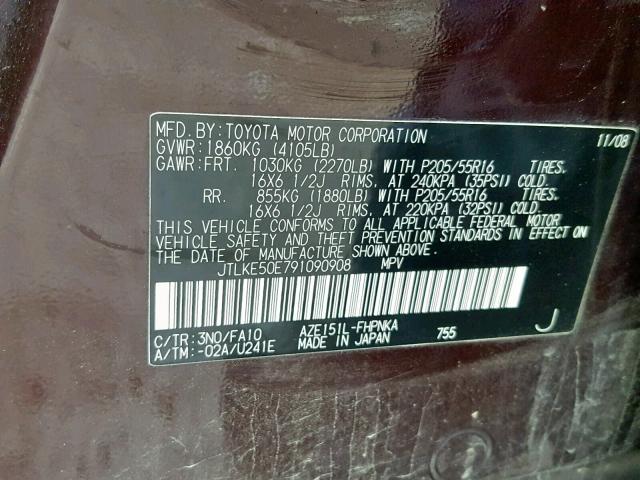 MFD. BY: TOYOTA MOTOR CORPORATION 11/08
GVWR: 1860KG (4105LB)
GAWR: FRT. 1030KG (2270LB) WITH P205/55R16 TIRES.
16X6 1/2J RIMS, AT 240KPA (35PSI) COLD.
RR. 855KG (1880LB) WITH P205/55R16 TIRES.
16X6 1/2J RIMS, AT 220KPA (32PSI) COLD.
THIS VEHICLE CONFORMS TO ALL APPLICABLE FEDERAL MOTOR
VEHICLE SAFETY AND THEFT PREVENTION STANDARDS IN EFFECT ON
THE DATE OF MANUFACTURE SHOWN ABOVE.
JTLKE50E791090908 MPV
C/TR: 3N0/FA10 AZE151L-FHPNKA
A/TM: -02A/U241E MADE IN JAPAN 755 J